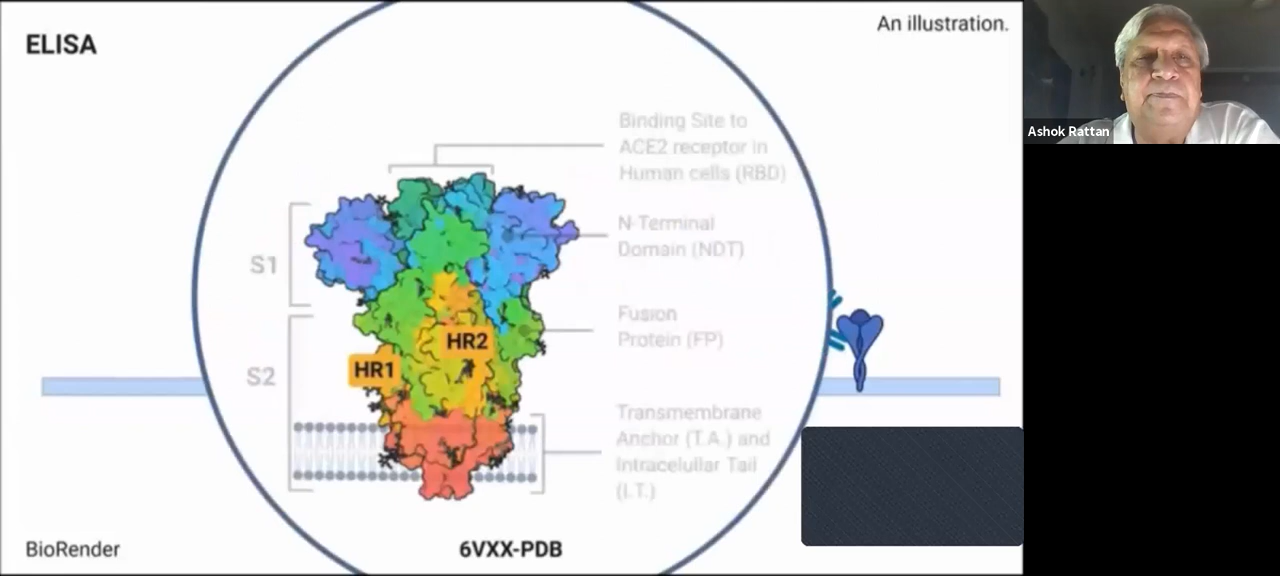 ELISA
An illustration.
Binding Site to
ACE2 receptor in
Human cells (RBD)
N-Terminal
Domain (NDT)
S1
Fusion
Protein (FP)
HR2
HR1
S2
Transmembrane
Anchor (T.A.) and
Intracelullar Tail
(I.T.)
BioRender
6VXX-PDB
Ashok Rattan